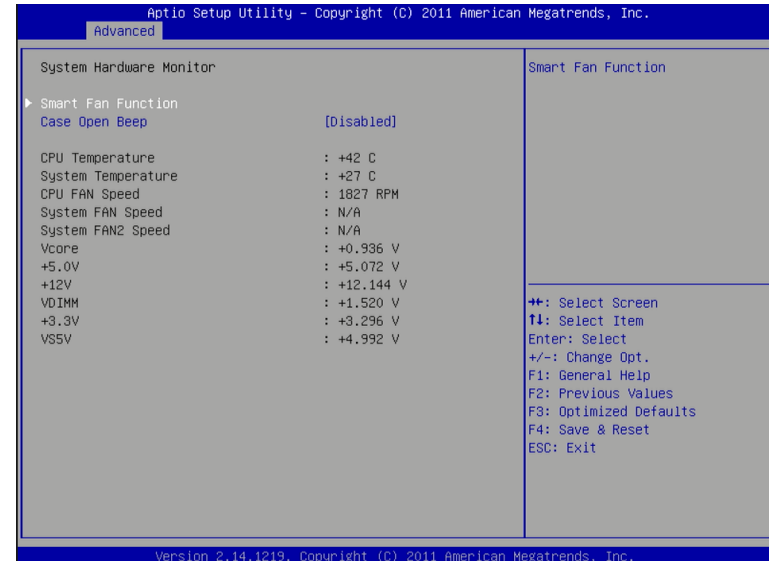 Aptio Setup Utility – Copyright (C) 2011 American Megatrends, Inc.
Advanced
System Hardware Monitor
Smart Fan Function
Smart Fan Function
Case Open Beep [Disabled]
CPU Temperature : +42 C
System Temperature : +27 C
CPU FAN Speed : 1827 RPM
System FAN Speed : N/A
System FAN2 Speed : N/A
Vcore : +0.936 V
+5.0V : +5.072 V
+12V : +12.144 V
VDIMM : +1.520 V
+3.3V : +3.296 V
VS5V : +4.992 V
→←: Select Screen
↑↓: Select Item
Enter: Select
+/-: Change Opt.
F1: General Help
F2: Previous Values
F3: Optimized Defaults
F4: Save & Reset
ESC: Exit
Version 2.14.1219. Copyright (C) 2011 American Megatrends, Inc.